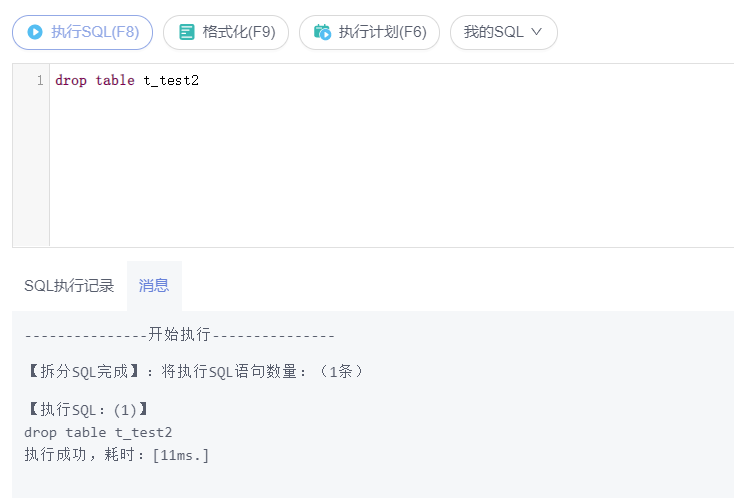 执行SQL(F8) 格式化(F9) 执行计划(F6) 我的SQL
1 drop table t_test2
SQL执行记录 消息
---------------开始执行---------------
【拆分SQL完成】：将执行SQL语句数量：（1条）
【执行SQL：(1)】
drop table t_test2
执行成功，耗时：[11ms.]